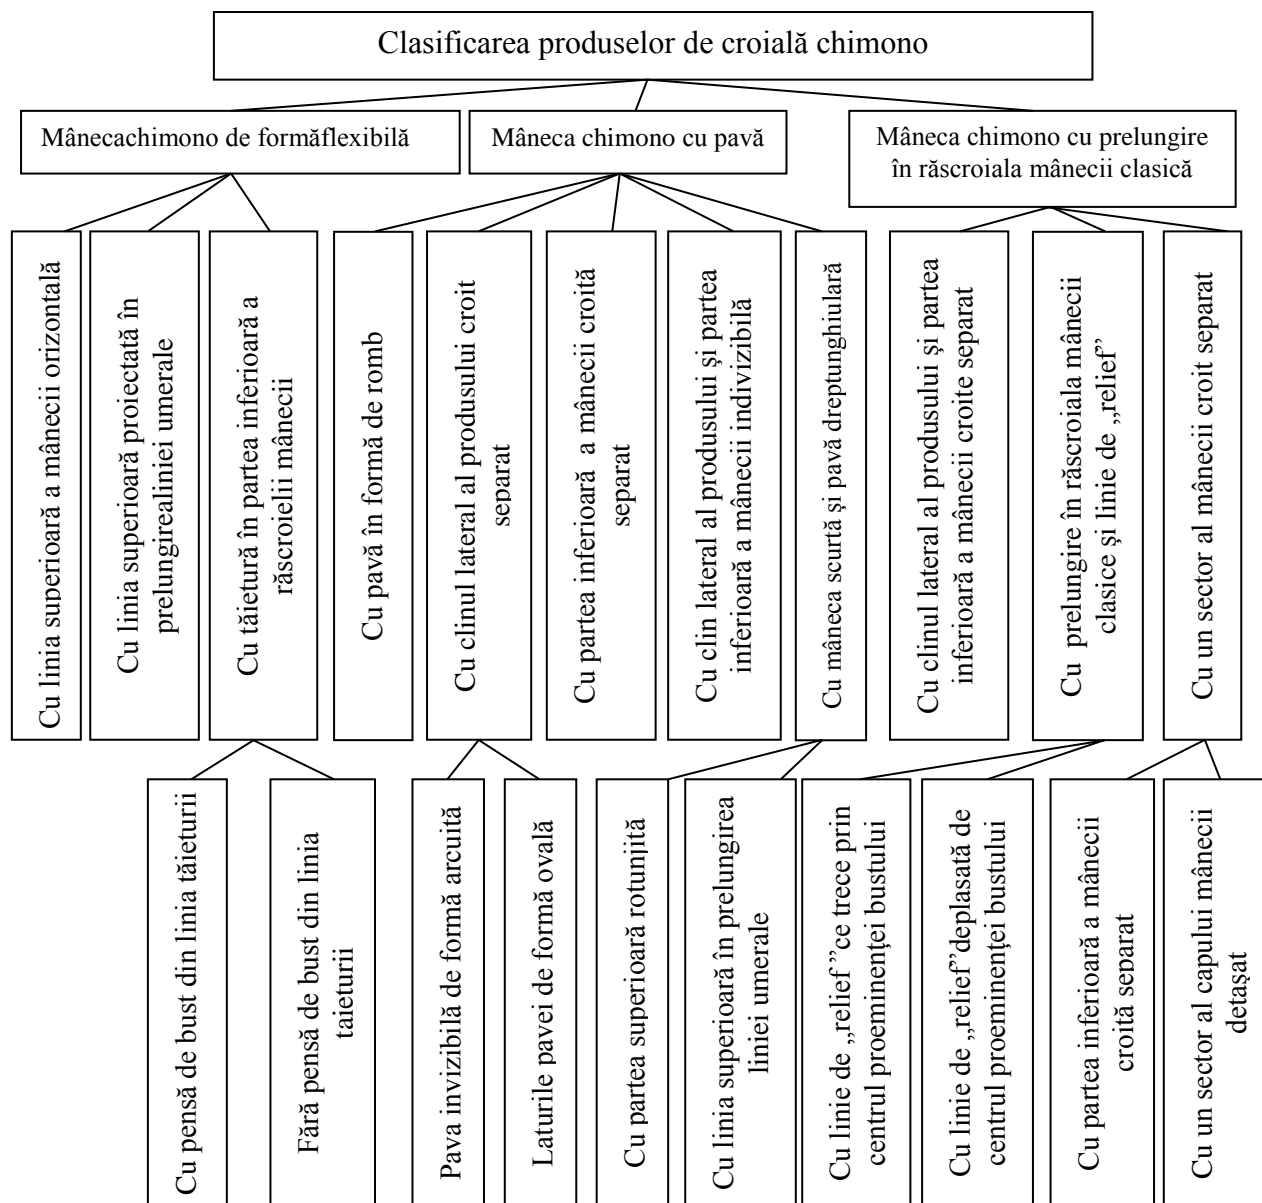 Clasificarea produselor de croială chimono
Mânecachimono de formăflexibilă
Mâneca chimono cu pavă
Mâneca chimono cu prelungire
în răscroiala mânecii clasică
Cu linia superioară a mânecii orizontală
Cu linia superioară proiectată în
prelungirealiniei umerale
Cu tăietură în partea inferioară a
răscroielii mânecii
Cu pavă în formă de romb
Cu clinul lateral al produsului croit
separat
Cu partea inferioară a mânecii croită
separat
Cu clin lateral al produsului şi partea
inferioară a mânecii indivizibilă
Cu mâneca scurtă şi pavă dreptunghiulară
Cu clinul lateral al produsului şi partea
inferioară a mânecii croite separat
Cu prelungire în răscroiala mânecii
clasice şi linie de „relief”
Cu un sector al mânecii croit separat
Cu pensă de bust din linia tăieturii
Fără pensă de bust din linia
taieturii
Pava invizibilă de formă arcuită
Laturile pavei de formă ovală
Cu partea superioară rotunjită
Cu linia superioară în prelungirea
liniei umerale
Cu linie de „relief ”ce trece prin
centrul proeminenţei bustului
Cu linie de „relief”deplasată de
centrul proeminenţei bustului
Cu partea inferioară a mânecii
croită separat
Cu un sector al capului mânecii
detaşat